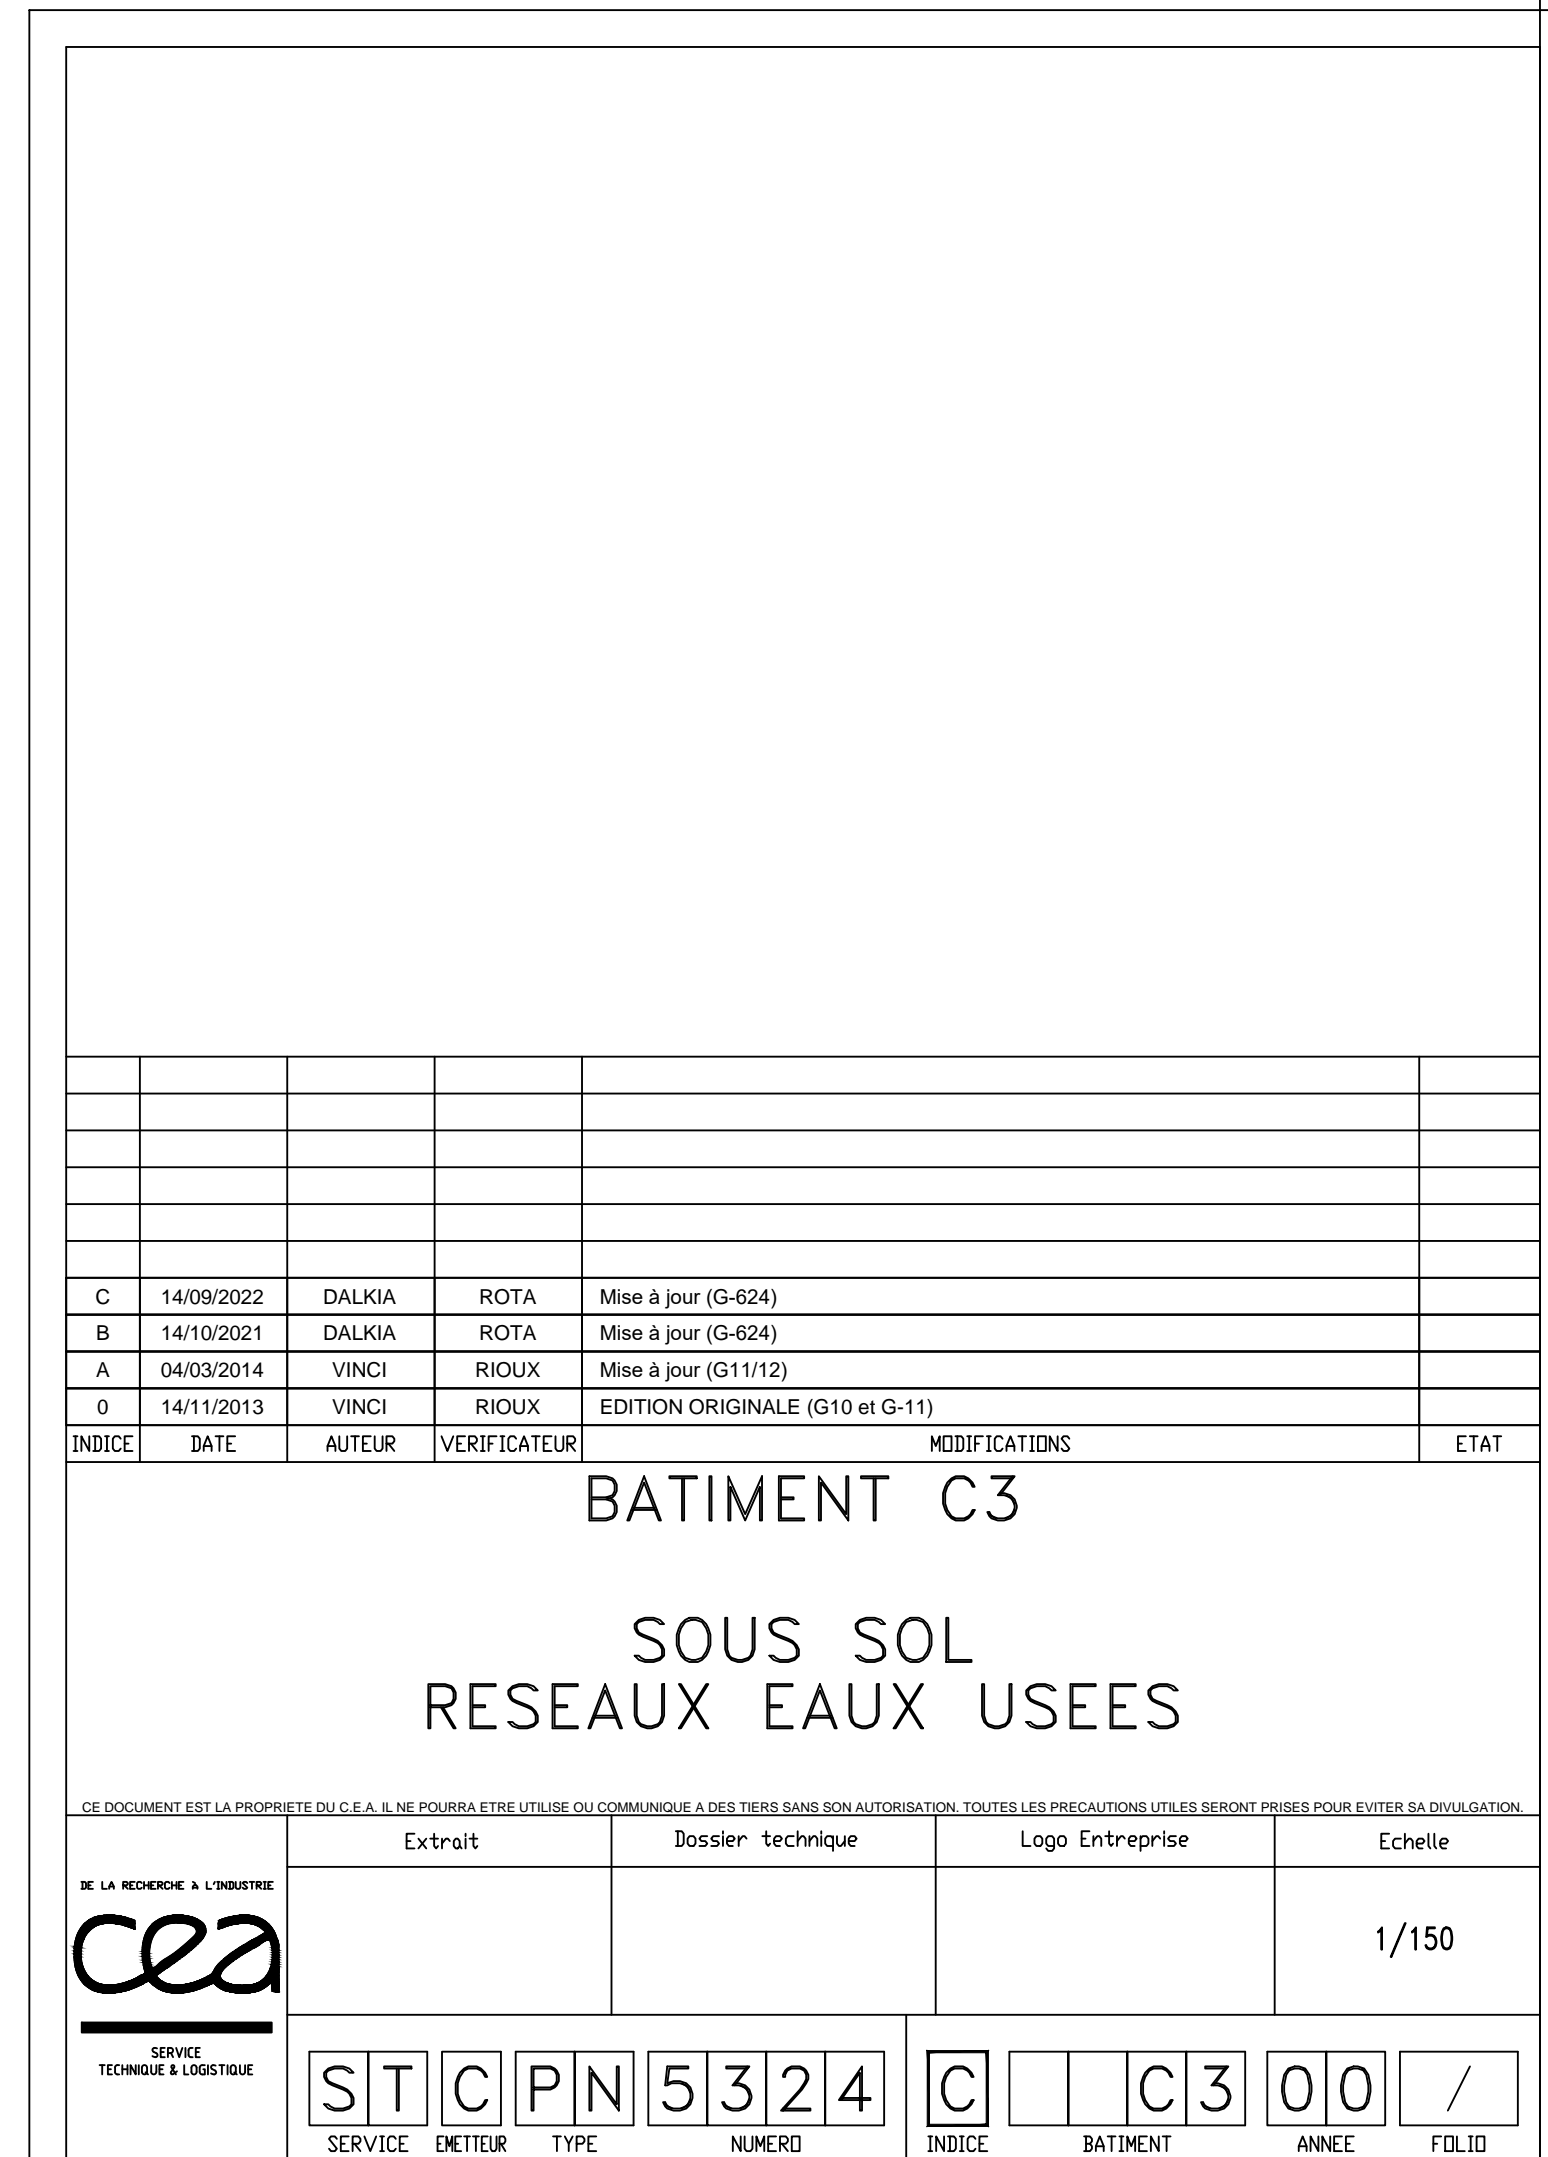 C 14/09/2022 DALKIA ROTA Mise à jour (G-624)
B 14/10/2021 DALKIA ROTA Mise à jour (G-624)
A 04/03/2014 VINCI RIOUX Mise à jour (G11/12)
0 14/11/2013 VINCI RIOUX EDITION ORIGINALE (G10 et G-11)
INDICE DATE AUTEUR VERIFICATEUR MODIFICATIONS ETAT
BATIMENT C3
SOUS SOL
RESEAUX EAUX USEES
CE DOCUMENT EST LA PROPRIETE DU C.E.A. IL NE POURRA ETRE UTILISE OU COMMUNIQUE A DES TIERS SANS SON AUTORISATION. TOUTES LES PRECAUTIONS UTILES SERONT PRISES POUR EVITER SA DIVULGATION.
Extrait Dossier technique Logo Entreprise Echelle
DE LA RECHERCHE à L'INDUSTRIE
cea
1/150
SERVICE
TECHNIQUE & LOGISTIQUE
S T C P N 5 3 2 4 C C 3 0 0 /
SERVICE EMETTEUR TYPE NUMERO INDICE BATIMENT ANNEE FOLIO